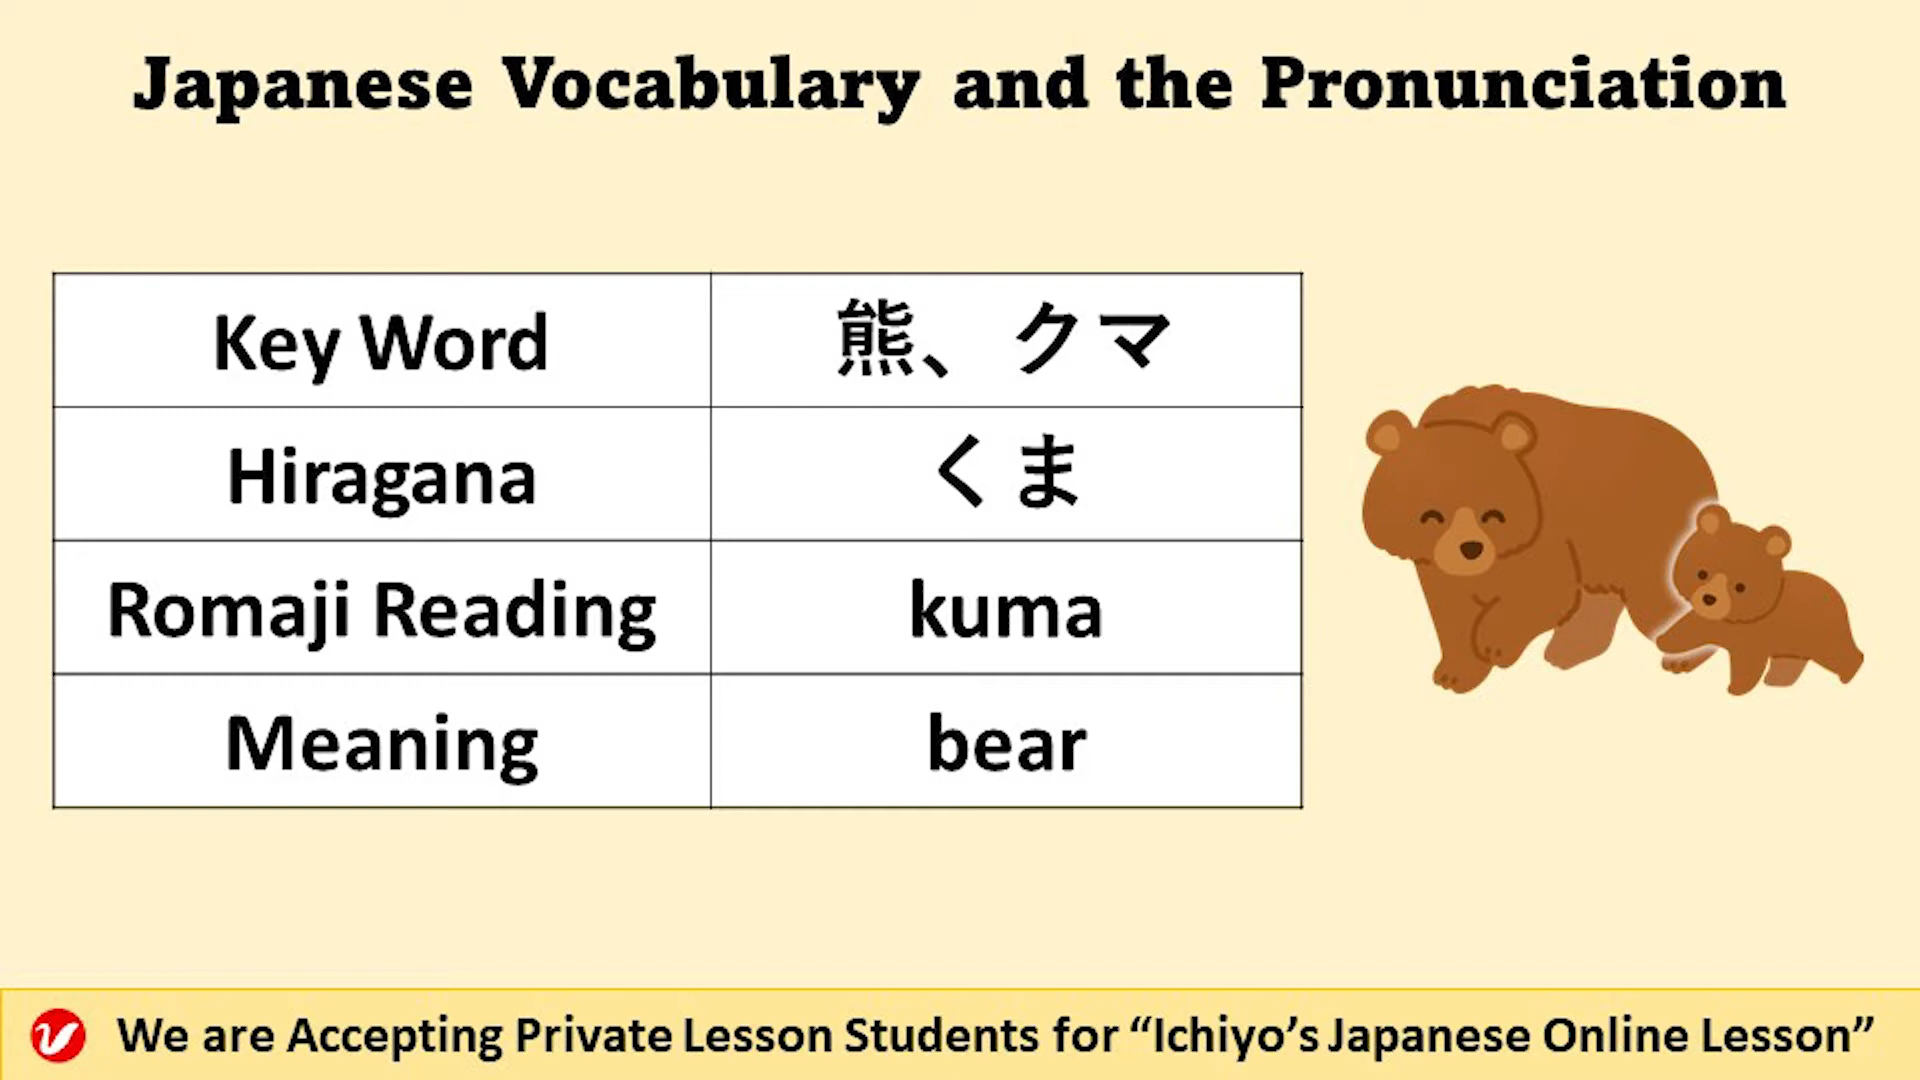 Japanese Vocabulary and the Pronunciation
Key Word 熊、クマ
Hiragana くま
Romaji Reading kuma
Meaning bear
We are Accepting Private Lesson Students for “Ichiyo’s Japanese Online Lesson”